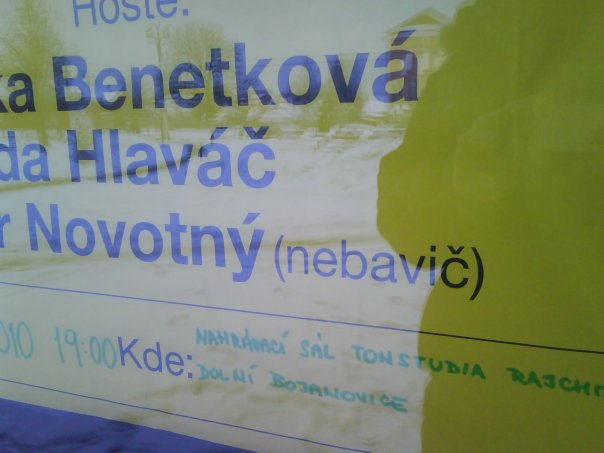 Hosté:
ka Benetková
da Hlaváč
r Novotný (nebavič)
010 19:00 Kde: NAHRÁVACÍ SÁL TONSTUDIA RAJCH
DOLNÍ BOJANOVICE